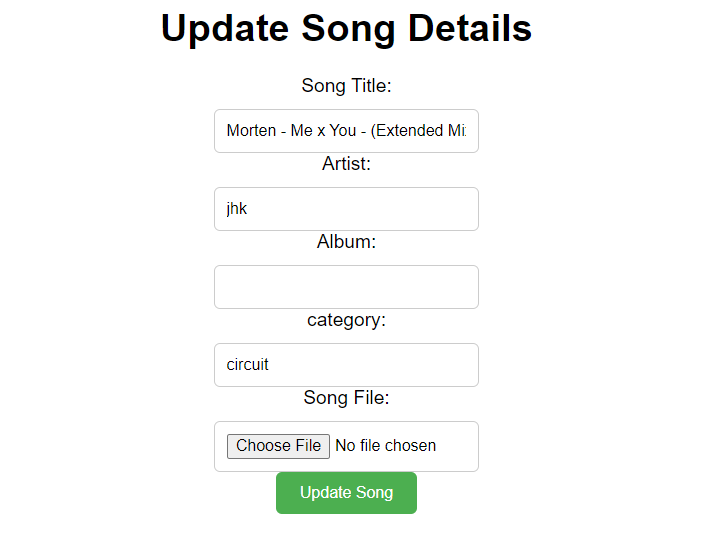 Update Song Details
Song Title:
Morten - Me x You - (Extended Mi
Artist:
jhk
Album:
category:
circuit
Song File:
Choose File No file chosen
Update Song